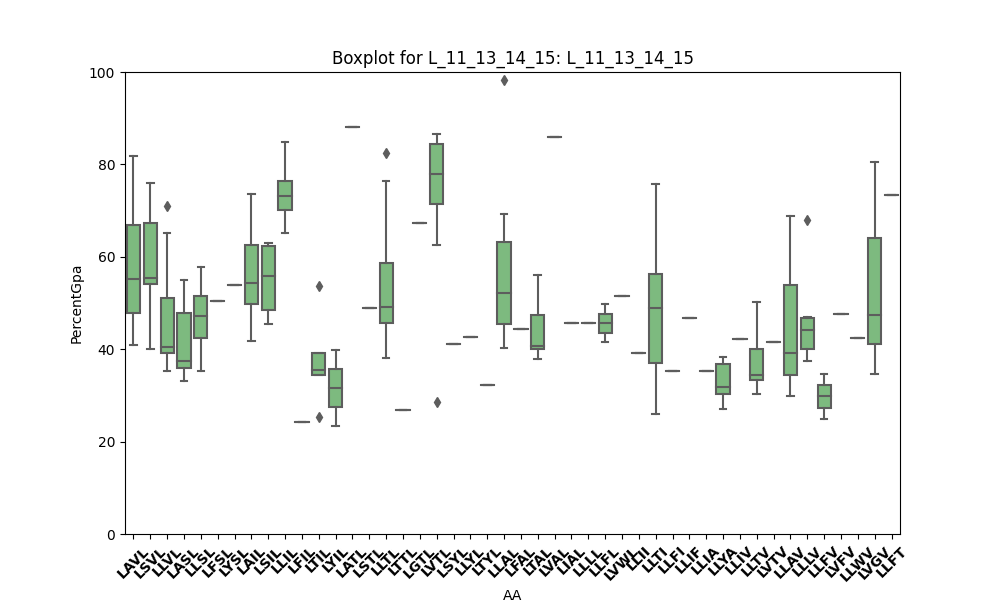 Boxplot for L_11_13_14_15: L_11_13_14_15
PercentGpa
100
80
60
40
20
0
LAVL LSVL LLVL LASL LLSL LFSL LYSL LAIL LSIL LLIL LFIL LTIL LYIL LATL LSTL LLTL LTTL LGTL LVTL LSYL LLYL LTYL LLAL LFAL LTAL LVAL LIAL LLLL LLFL LVWL LLTI LLFI LLIF LLIA LLYA LLIV LLTV LVTV LLAV LLLV LLFV LVFV LLWV LVGV LLFT
AA